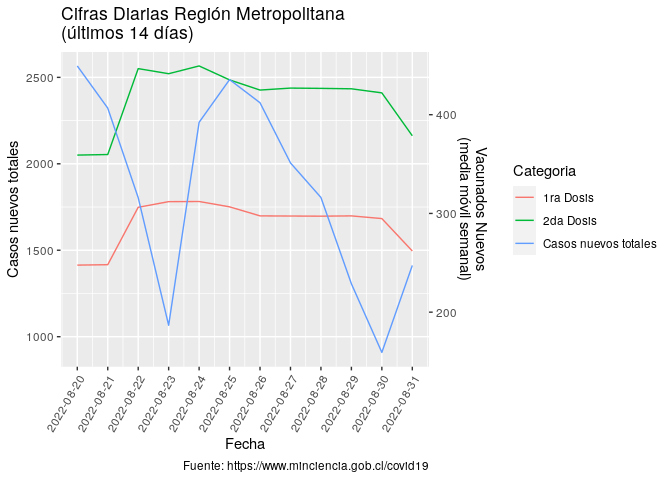 Cifras Diarias Región Metropolitana
(últimos 14 días)
Casos nuevos totales
2500
2000
1500
1000
400
300
200
Vacunados Nuevos
(media móvil semanal)
2022-08-20
2022-08-21
2022-08-22
2022-08-23
2022-08-24
2022-08-25
2022-08-26
2022-08-27
2022-08-28
2022-08-29
2022-08-30
2022-08-31
Fecha
Categoria
1ra Dosis
2da Dosis
Casos nuevos totales
Fuente: https://www.minciencia.gob.cl/covid19